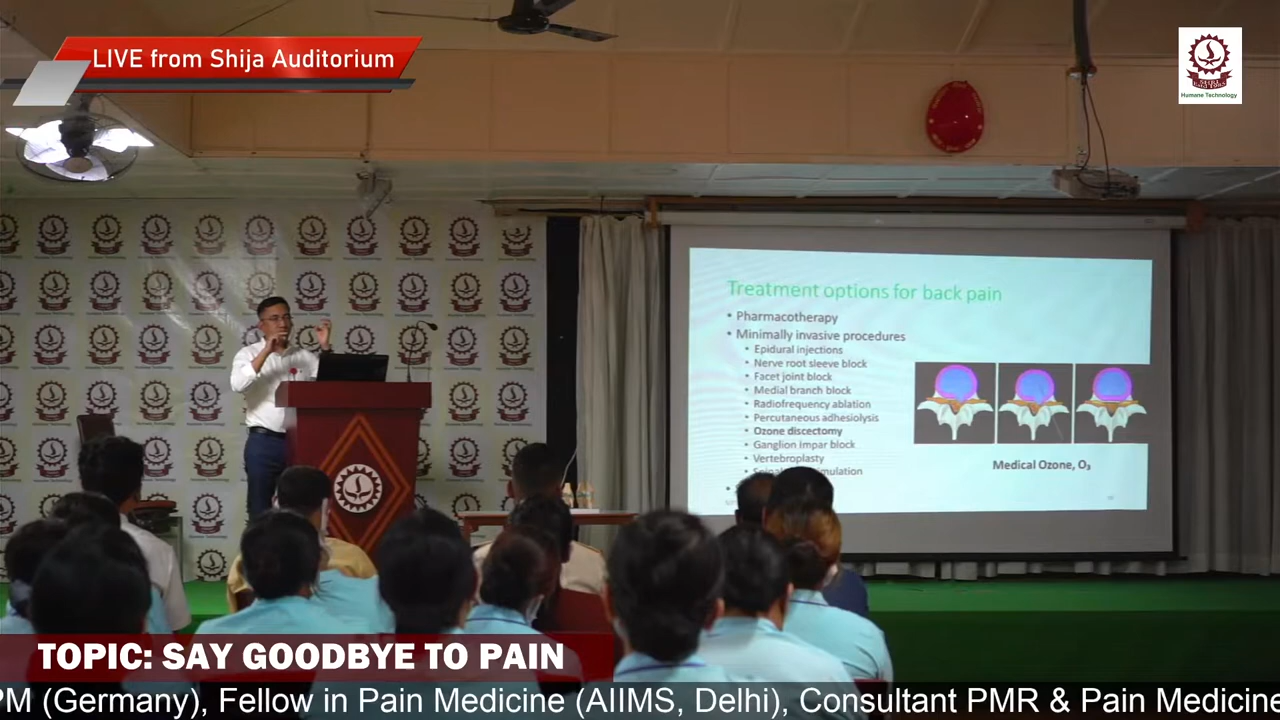 LIVE from Shija Auditorium
Humane Technology
Treatment options for back pain
• Pharmacotherapy
• Minimally invasive procedures
• Epidural injections
• Nerve root sleeve block
• Facet joint block
• Medial branch block
• Radiofrequency ablation
• Percutaneous adhesiolysis
• Ozone discectomy
• Ganglion Impar block
• Vertebroplasty
Medical Ozone, O₃
TOPIC: SAY GOODBYE TO PAIN
PM (Germany), Fellow in Pain Medicine (AIIMS, Delhi), Consultant PMR & Pain Medicine